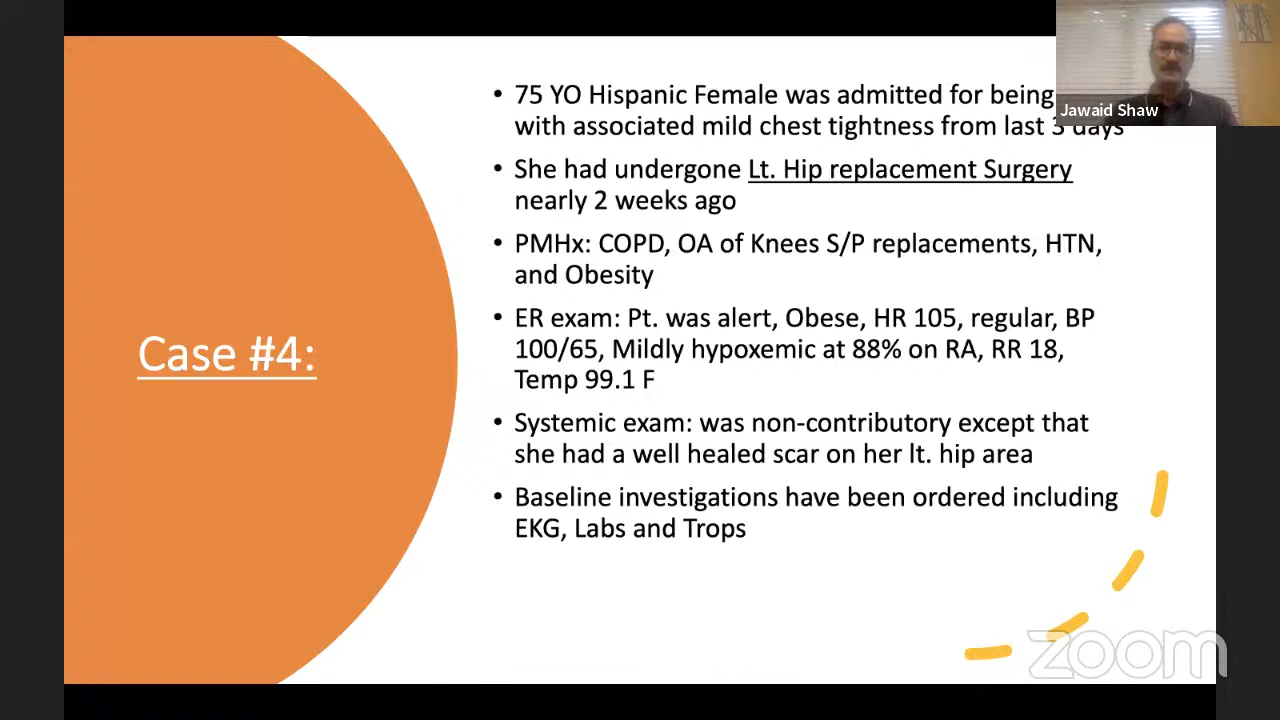 Case #4:
• 75 YO Hispanic Female was admitted for being
with associated mild chest tightness from last 3 days
• She had undergone Lt. Hip replacement Surgery
nearly 2 weeks ago
• PMHx: COPD, OA of Knees S/P replacements, HTN,
and Obesity
• ER exam: Pt. was alert, Obese, HR 105, regular, BP
100/65, Mildly hypoxemic at 88% on RA, RR 18,
Temp 99.1 F
• Systemic exam: was non-contributory except that
she had a well healed scar on her lt. hip area
• Baseline investigations have been ordered including
EKG, Labs and Trops
Jawaid Shaw
zoom